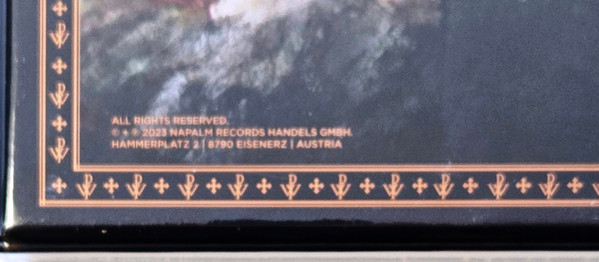 ALL RIGHTS RESERVED.
℗ + © 2023 NAPALM RECORDS HANDELS GMBH.
HAMMERPLATZ 2 | 8790 EISENERZ | AUSTRIA